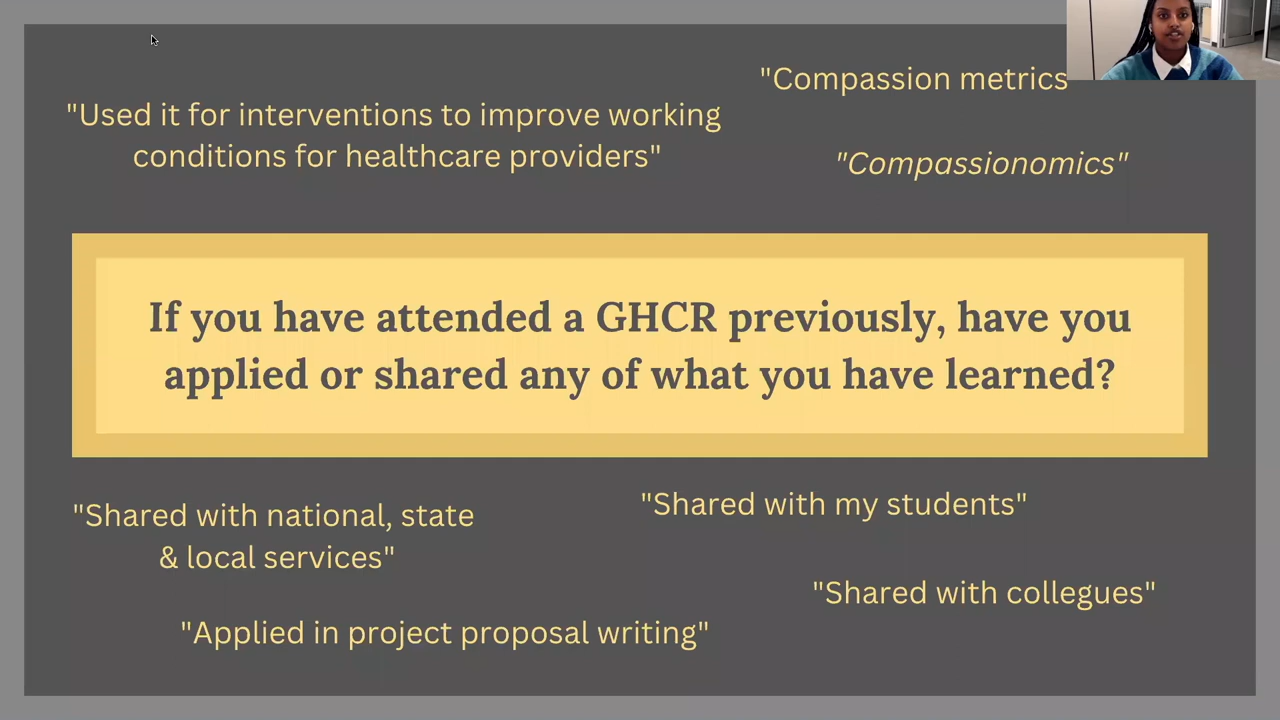 "Compassion metrics
"Used it for interventions to improve working
conditions for healthcare providers"
"Compassionomics"
If you have attended a GHCR previously, have you
applied or shared any of what you have learned?
"Shared with national, state
& local services"
"Shared with my students"
"Shared with collegues"
"Applied in project proposal writing"